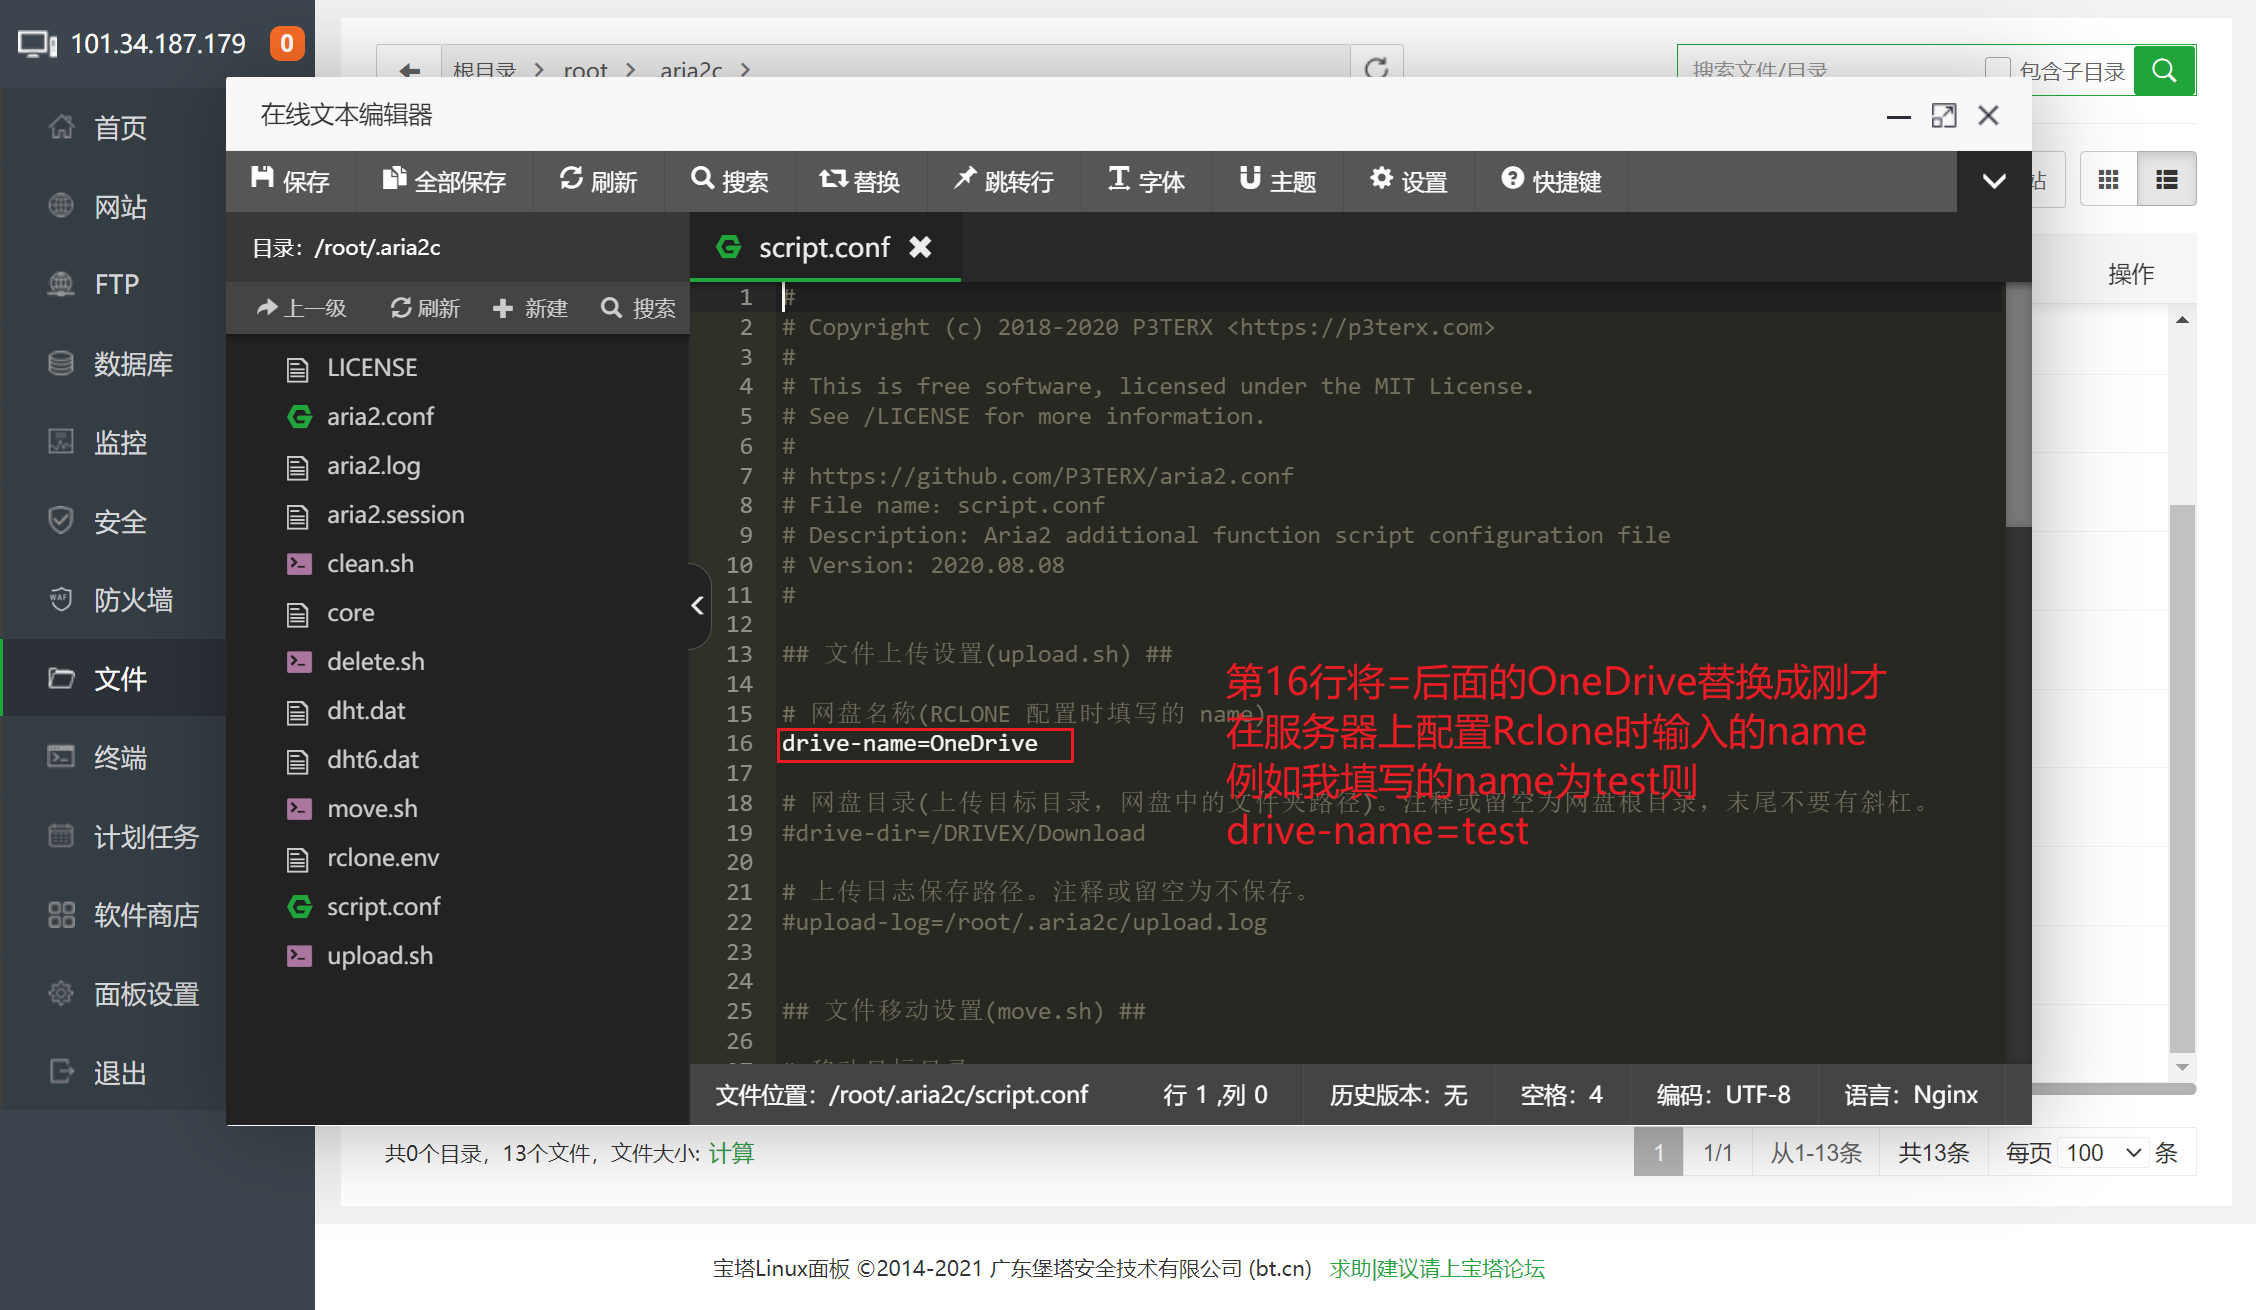 101.34.187.179 0
首页
网站
FTP
数据库
监控
安全
WAF 防火墙
文件
终端
计划任务
软件商店
面板设置
退出
根目录 root .aria2c
搜索文件/目录 包含子目录
站
操作
在线文本编辑器
保存 全部保存 刷新 搜索 替换 跳转行 字体 主题 设置 快捷键
目录：/root/.aria2c
上一级 刷新 新建 搜索
LICENSE
aria2.conf
aria2.log
aria2.session
clean.sh
core
delete.sh
dht.dat
dht6.dat
move.sh
rclone.env
script.conf
upload.sh
script.conf
1 #
2 # Copyright (c) 2018-2020 P3TERX <https://p3terx.com>
3 #
4 # This is free software, licensed under the MIT License.
5 # See /LICENSE for more information.
6 #
7 # https://github.com/P3TERX/aria2.conf
8 # File name: script.conf
9 # Description: Aria2 additional function script configuration file
10 # Version: 2020.08.08
11 #
12
13 ## 文件上传设置(upload.sh) ##
14
15 # 网盘名称(RCLONE 配置时填写的 name)
16 drive-name=OneDrive
17
18 # 网盘目录(上传目标目录，网盘中的文件夹路径)。注释或留空为网盘根目录，末尾不要有斜杠。
19 #drive-dir=/DRIVEX/Download
20
21 # 上传日志保存路径。注释或留空为不保存。
22 #upload-log=/root/.aria2c/upload.log
23
24
25 ## 文件移动设置(move.sh) ##
26
第16行将=后面的OneDrive替换成刚才
在服务器上配置Rclone时输入的name
例如我填写的name为test则
drive-name=test
文件位置：/root/.aria2c/script.conf 行 1 ,列 0 历史版本：无 空格：4 编码：UTF-8 语言：Nginx
共0个目录，13个文件，文件大小: 计算
1 1/1 从1-13条 共13条 每页 100 条
宝塔Linux面板 ©2014-2021 广东堡塔安全技术有限公司 (bt.cn) 求助|建议请上宝塔论坛